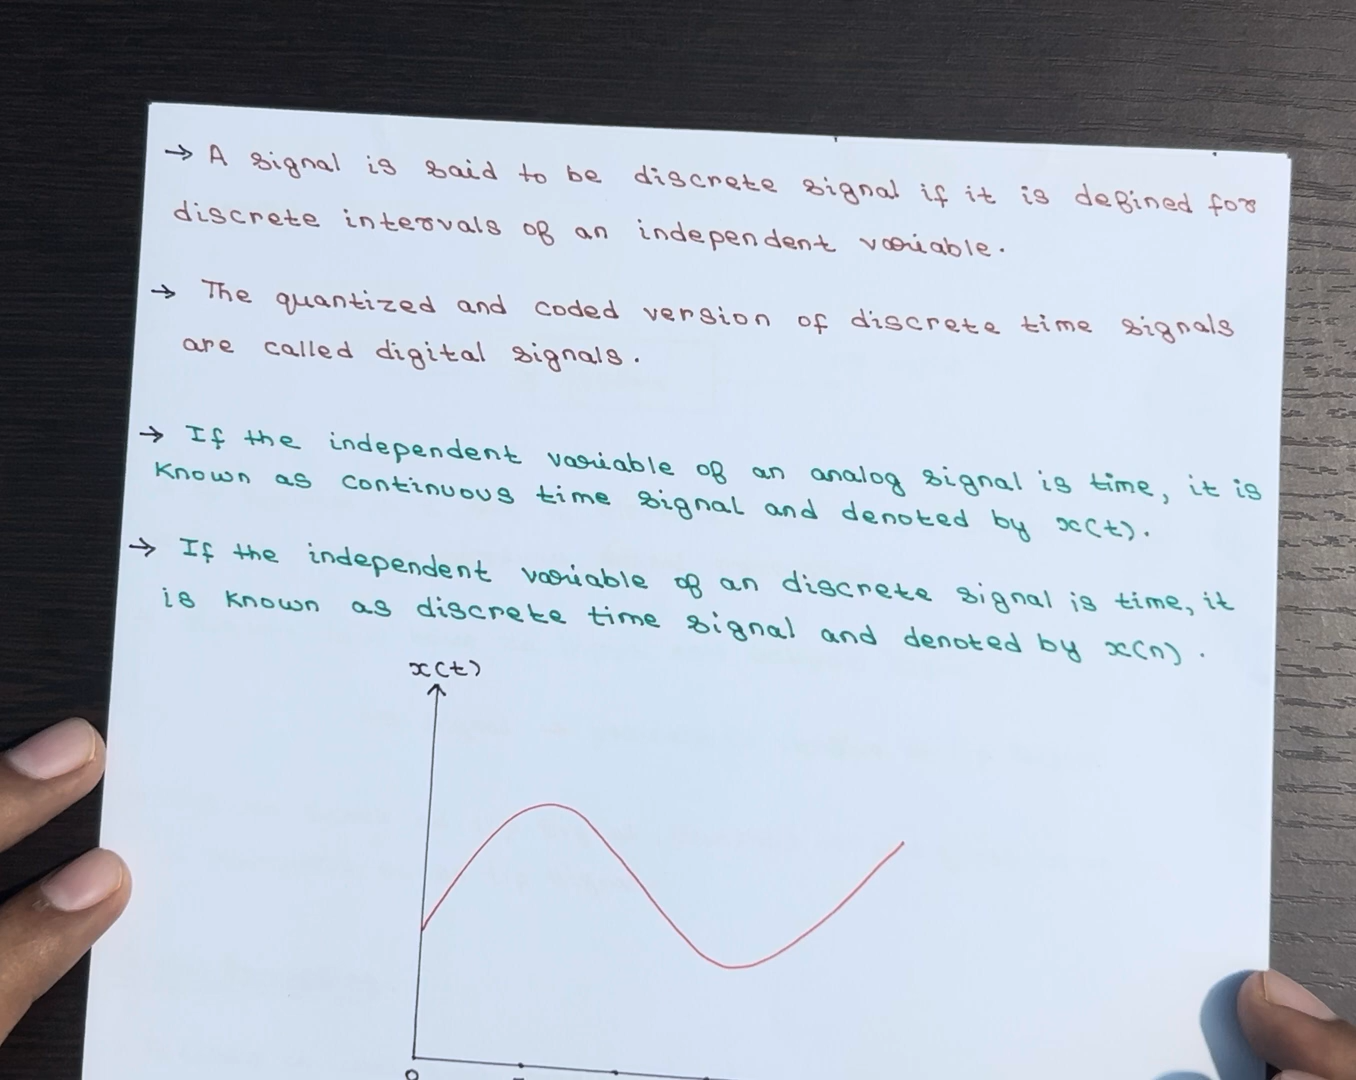 → A signal is said to be discrete signal if it is defined for
discrete intervals of an independent variable.
→ The quantized and coded version of discrete time signals
are called digital signals.
→ If the independent variable of an analog signal is time, it is
known as continuous time signal and denoted by x(t).
→ If the independent variable of an discrete signal is time, it
is known as discrete time signal and denoted by x(n).
x(t)
0